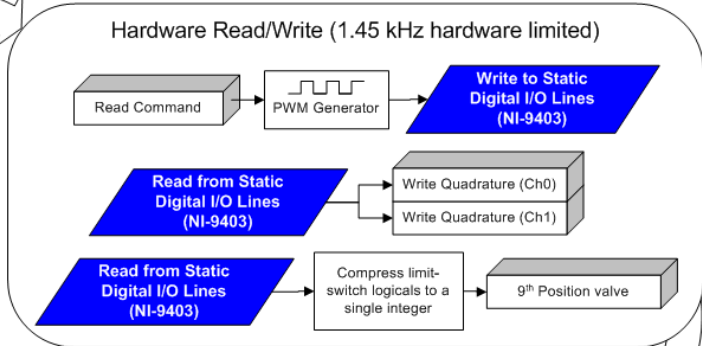 Hardware Read/Write (1.45 kHz hardware limited)
Read Command
PWM Generator
Write to Static
Digital I/O Lines
(NI-9403)
Read from Static
Digital I/O Lines
(NI-9403)
Write Quadrature (Ch0)
Write Quadrature (Ch1)
Read from Static
Digital I/O Lines
(NI-9403)
Compress limit-
switch logicals to a
single integer
9th Position valve